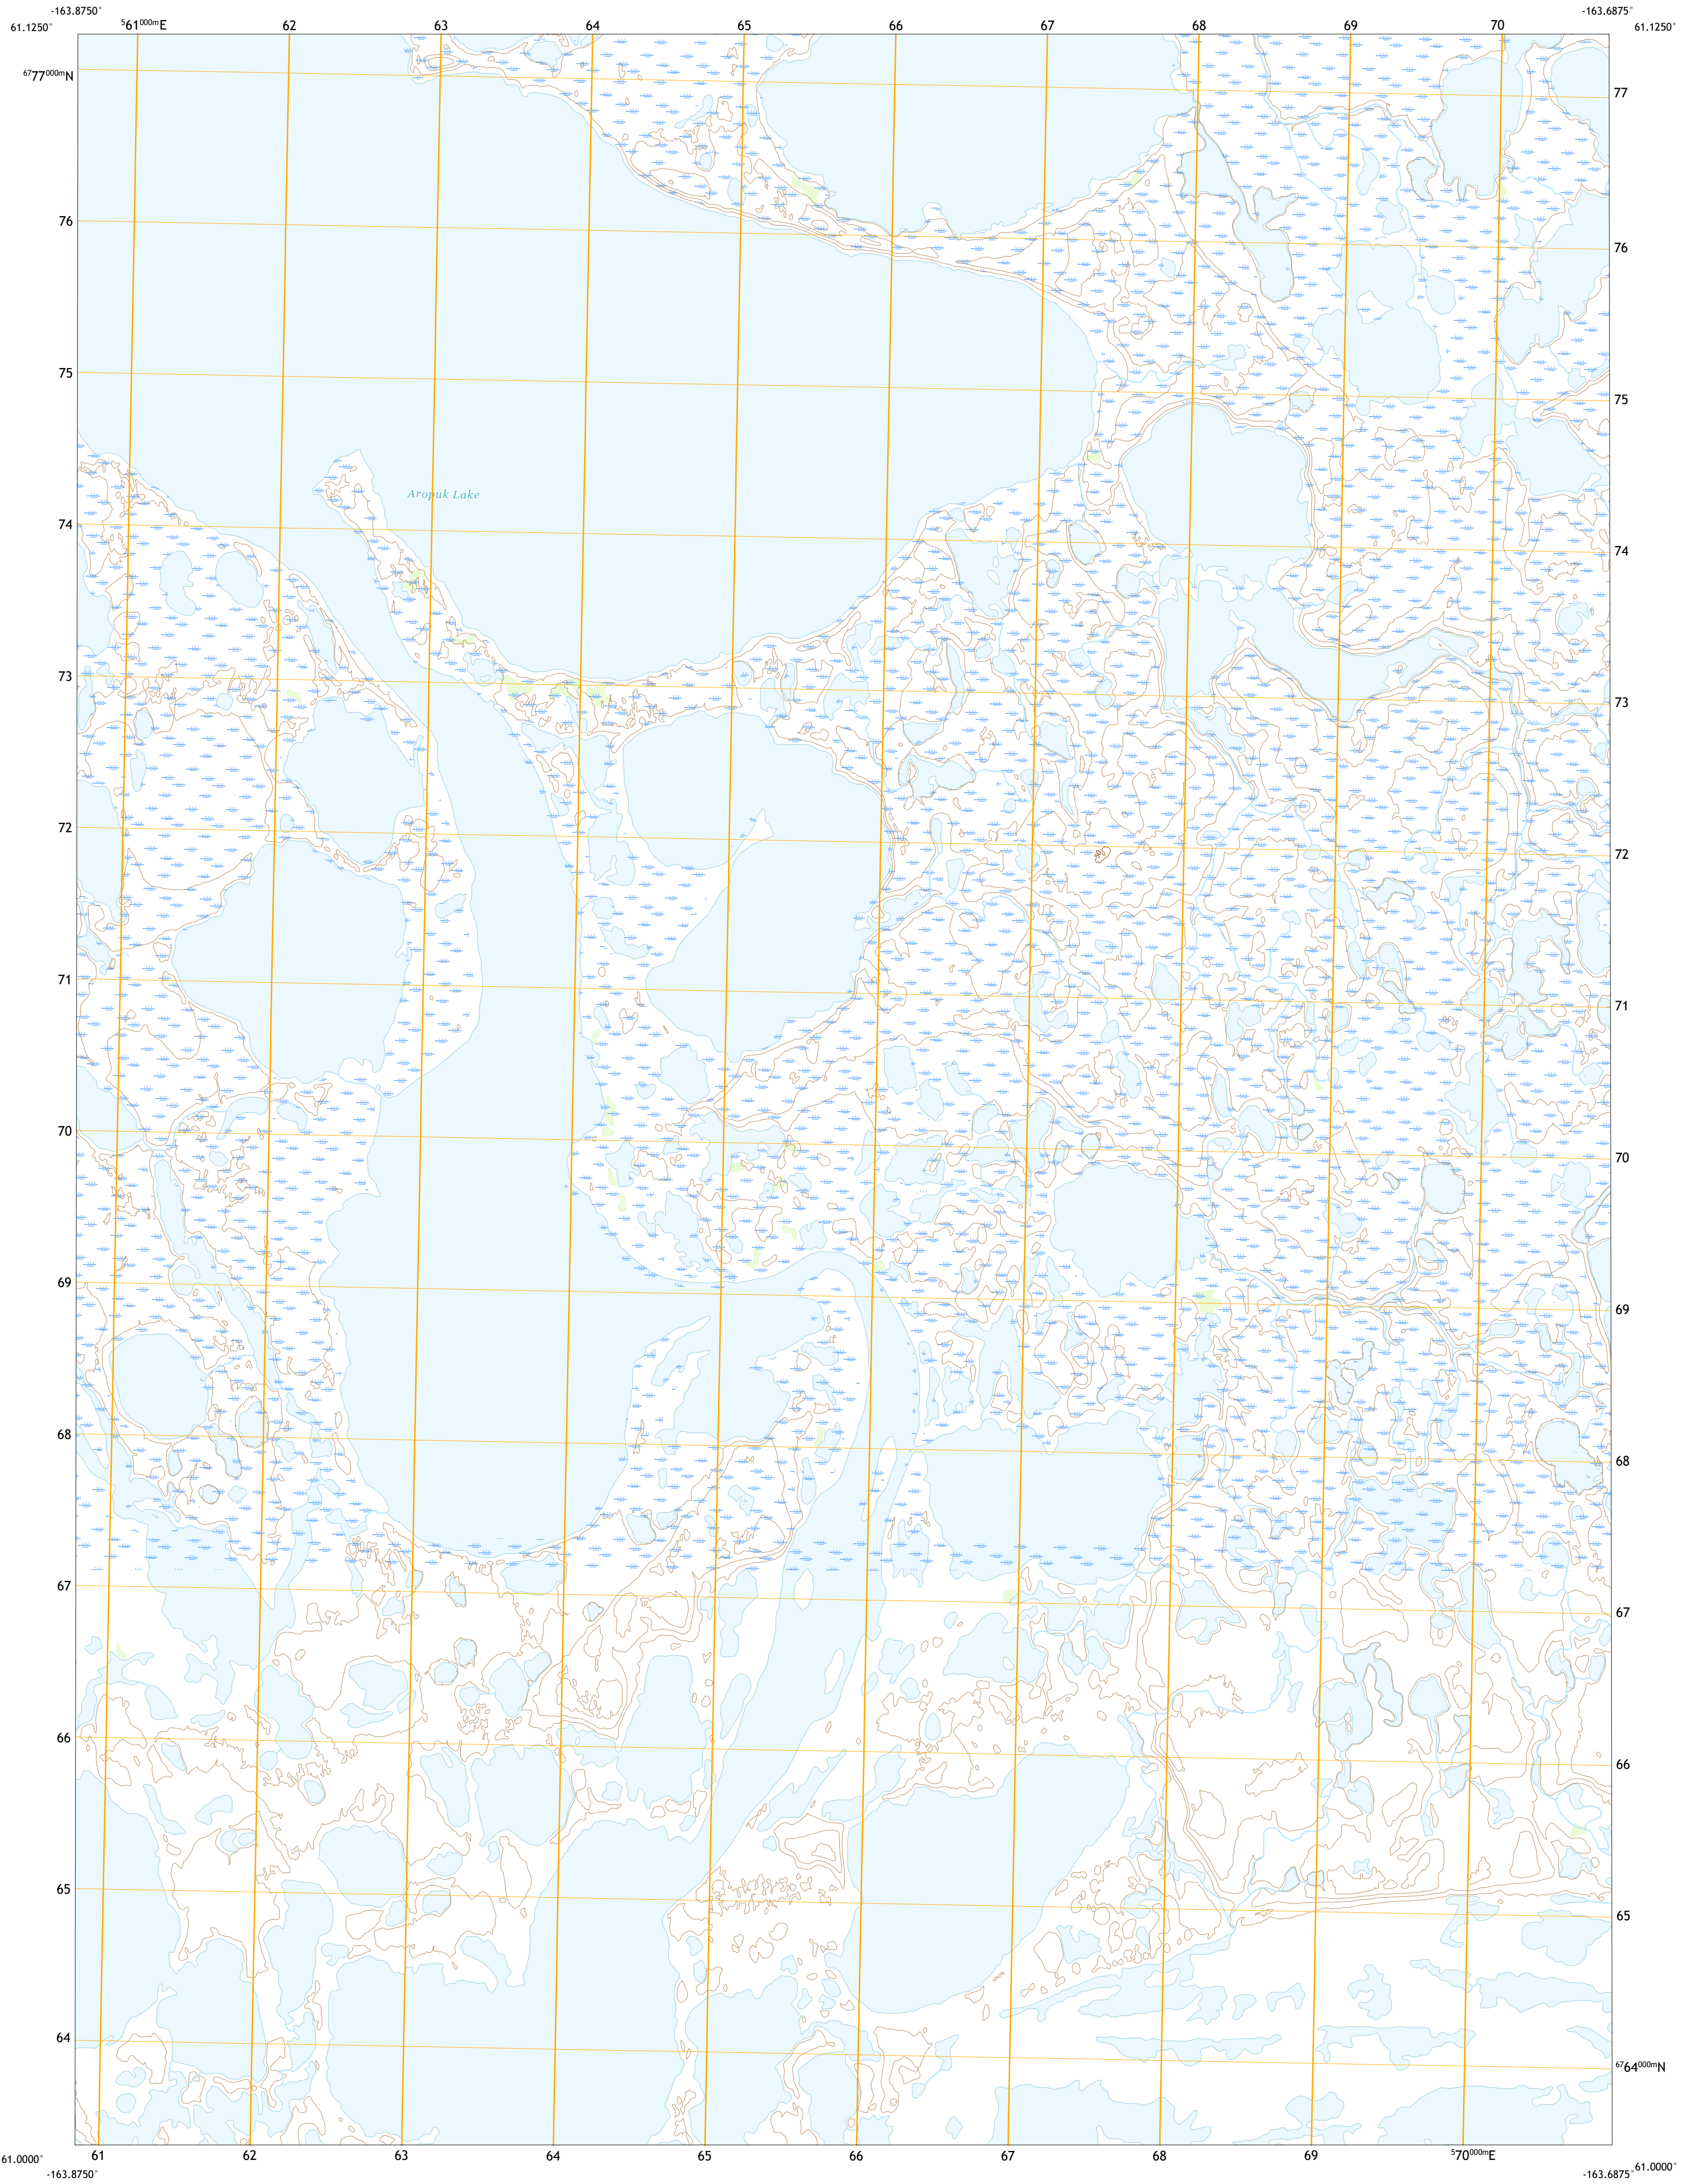 -163.8750° -163.6875°
61.1250° ⁵61⁰⁰⁰ᵐE 62 63 64 65 66 67 68 69 70 61.1250°
⁶⁷77⁰⁰⁰ᵐN 77
76 76
75 75
Aropuk Lake
74 74
73 73
72 72
71 71
70 70
69 69
68 68
67 67
66 66
65 65
64 ⁶⁷64⁰⁰⁰ᵐN
61.0000° 61 62 63 64 65 66 67 68 69 ⁵70⁰⁰⁰ᵐE 61.0000°
-163.8750° -163.6875°